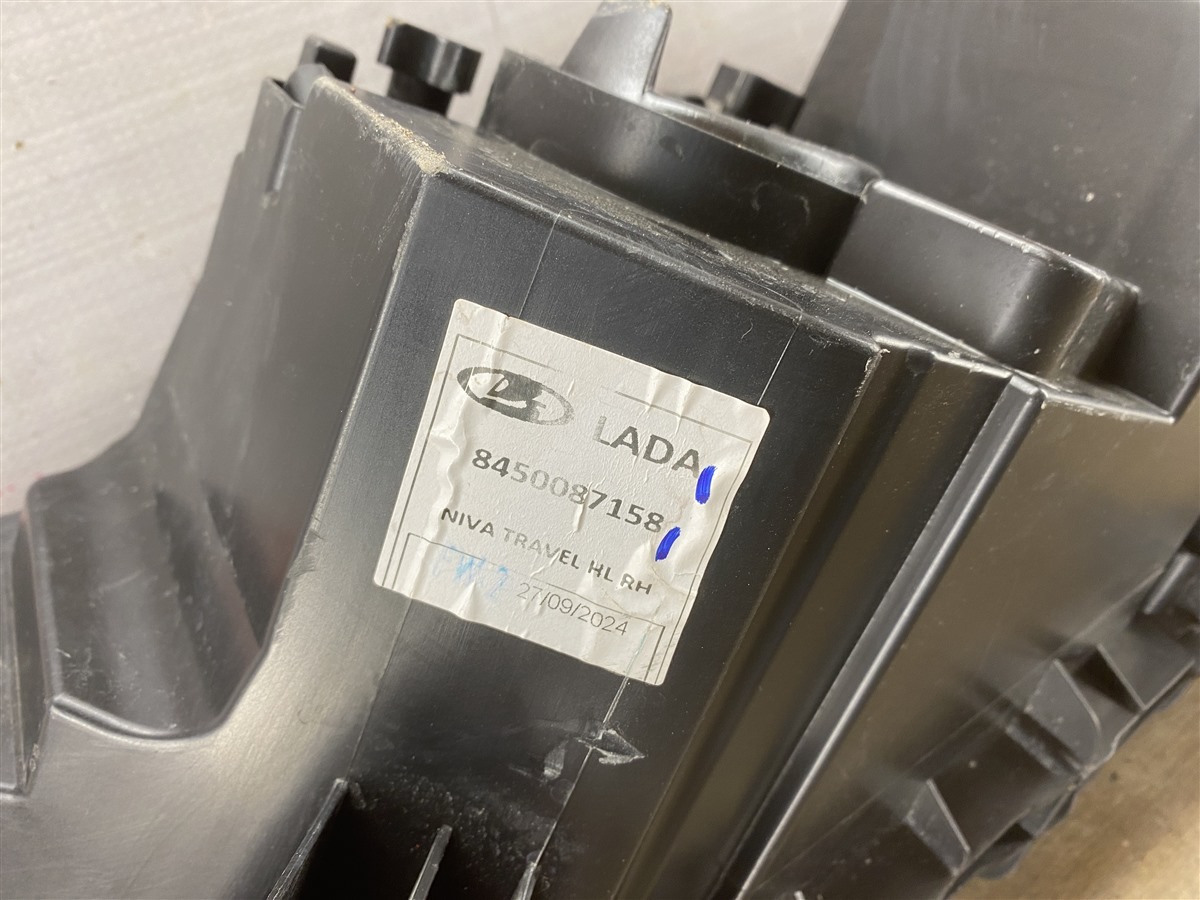 LADA
8450087158
NIVA TRAVEL HL RH
27/09/2024